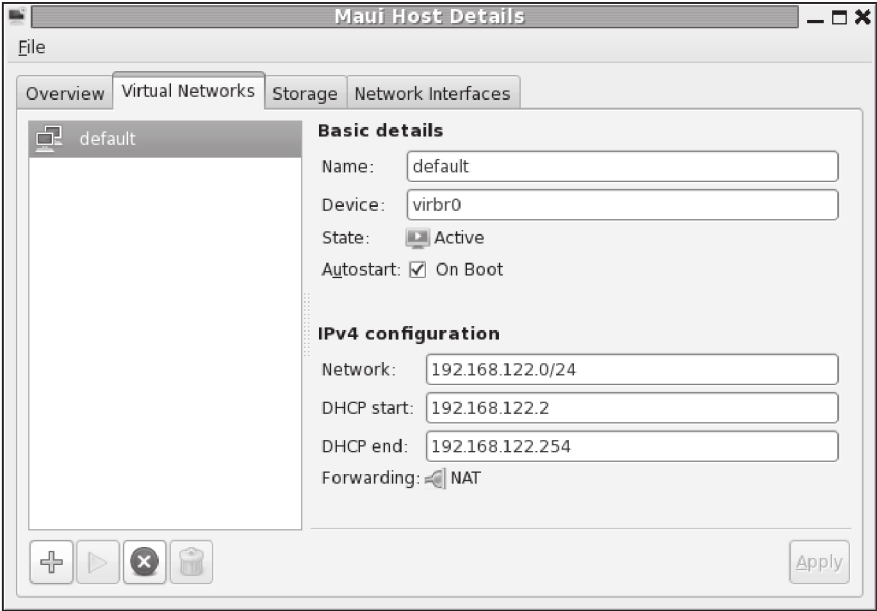 Maui Host Details
File
Overview Virtual Networks Storage Network Interfaces
default
Basic details
Name: default
Device: virbr0
State: Active
Autostart: On Boot
IPv4 configuration
Network: 192.168.122.0/24
DHCP start: 192.168.122.2
DHCP end: 192.168.122.254
Forwarding: NAT
Apply